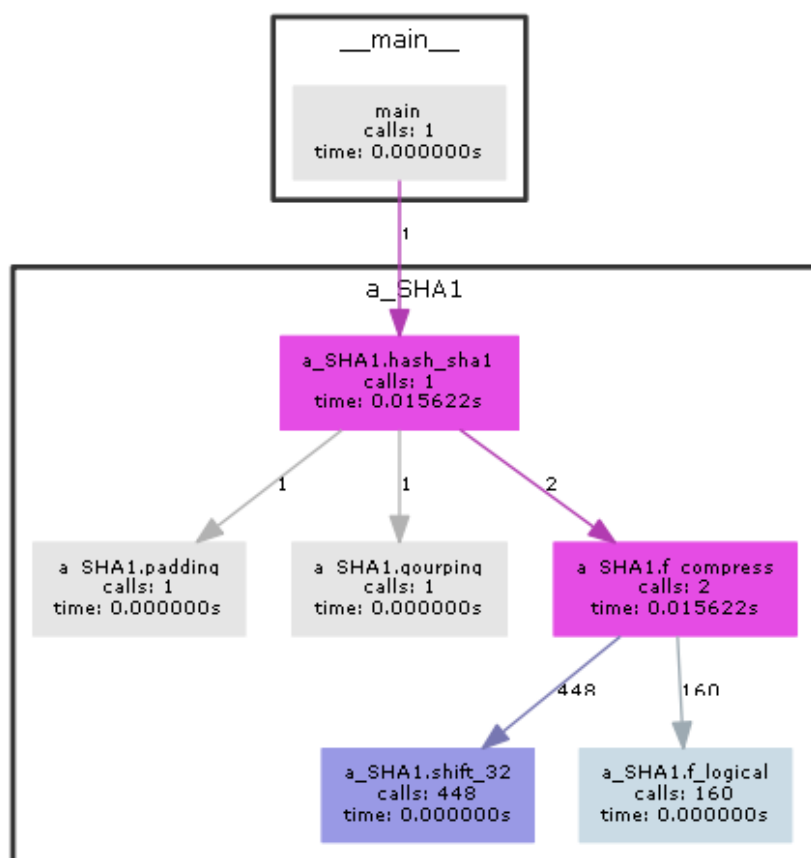 __main__
main
calls: 1
time: 0.000000s
1
a_SHA1
a_SHA1.hash_sha1
calls: 1
time: 0.015622s
1
1
2
a_SHA1.padding
calls: 1
time: 0.000000s
a_SHA1.gourping
calls: 1
time: 0.000000s
a_SHA1.f_compress
calls: 2
time: 0.015622s
448
160
a_SHA1.shift_32
calls: 448
time: 0.000000s
a_SHA1.f_logical
calls: 160
time: 0.000000s